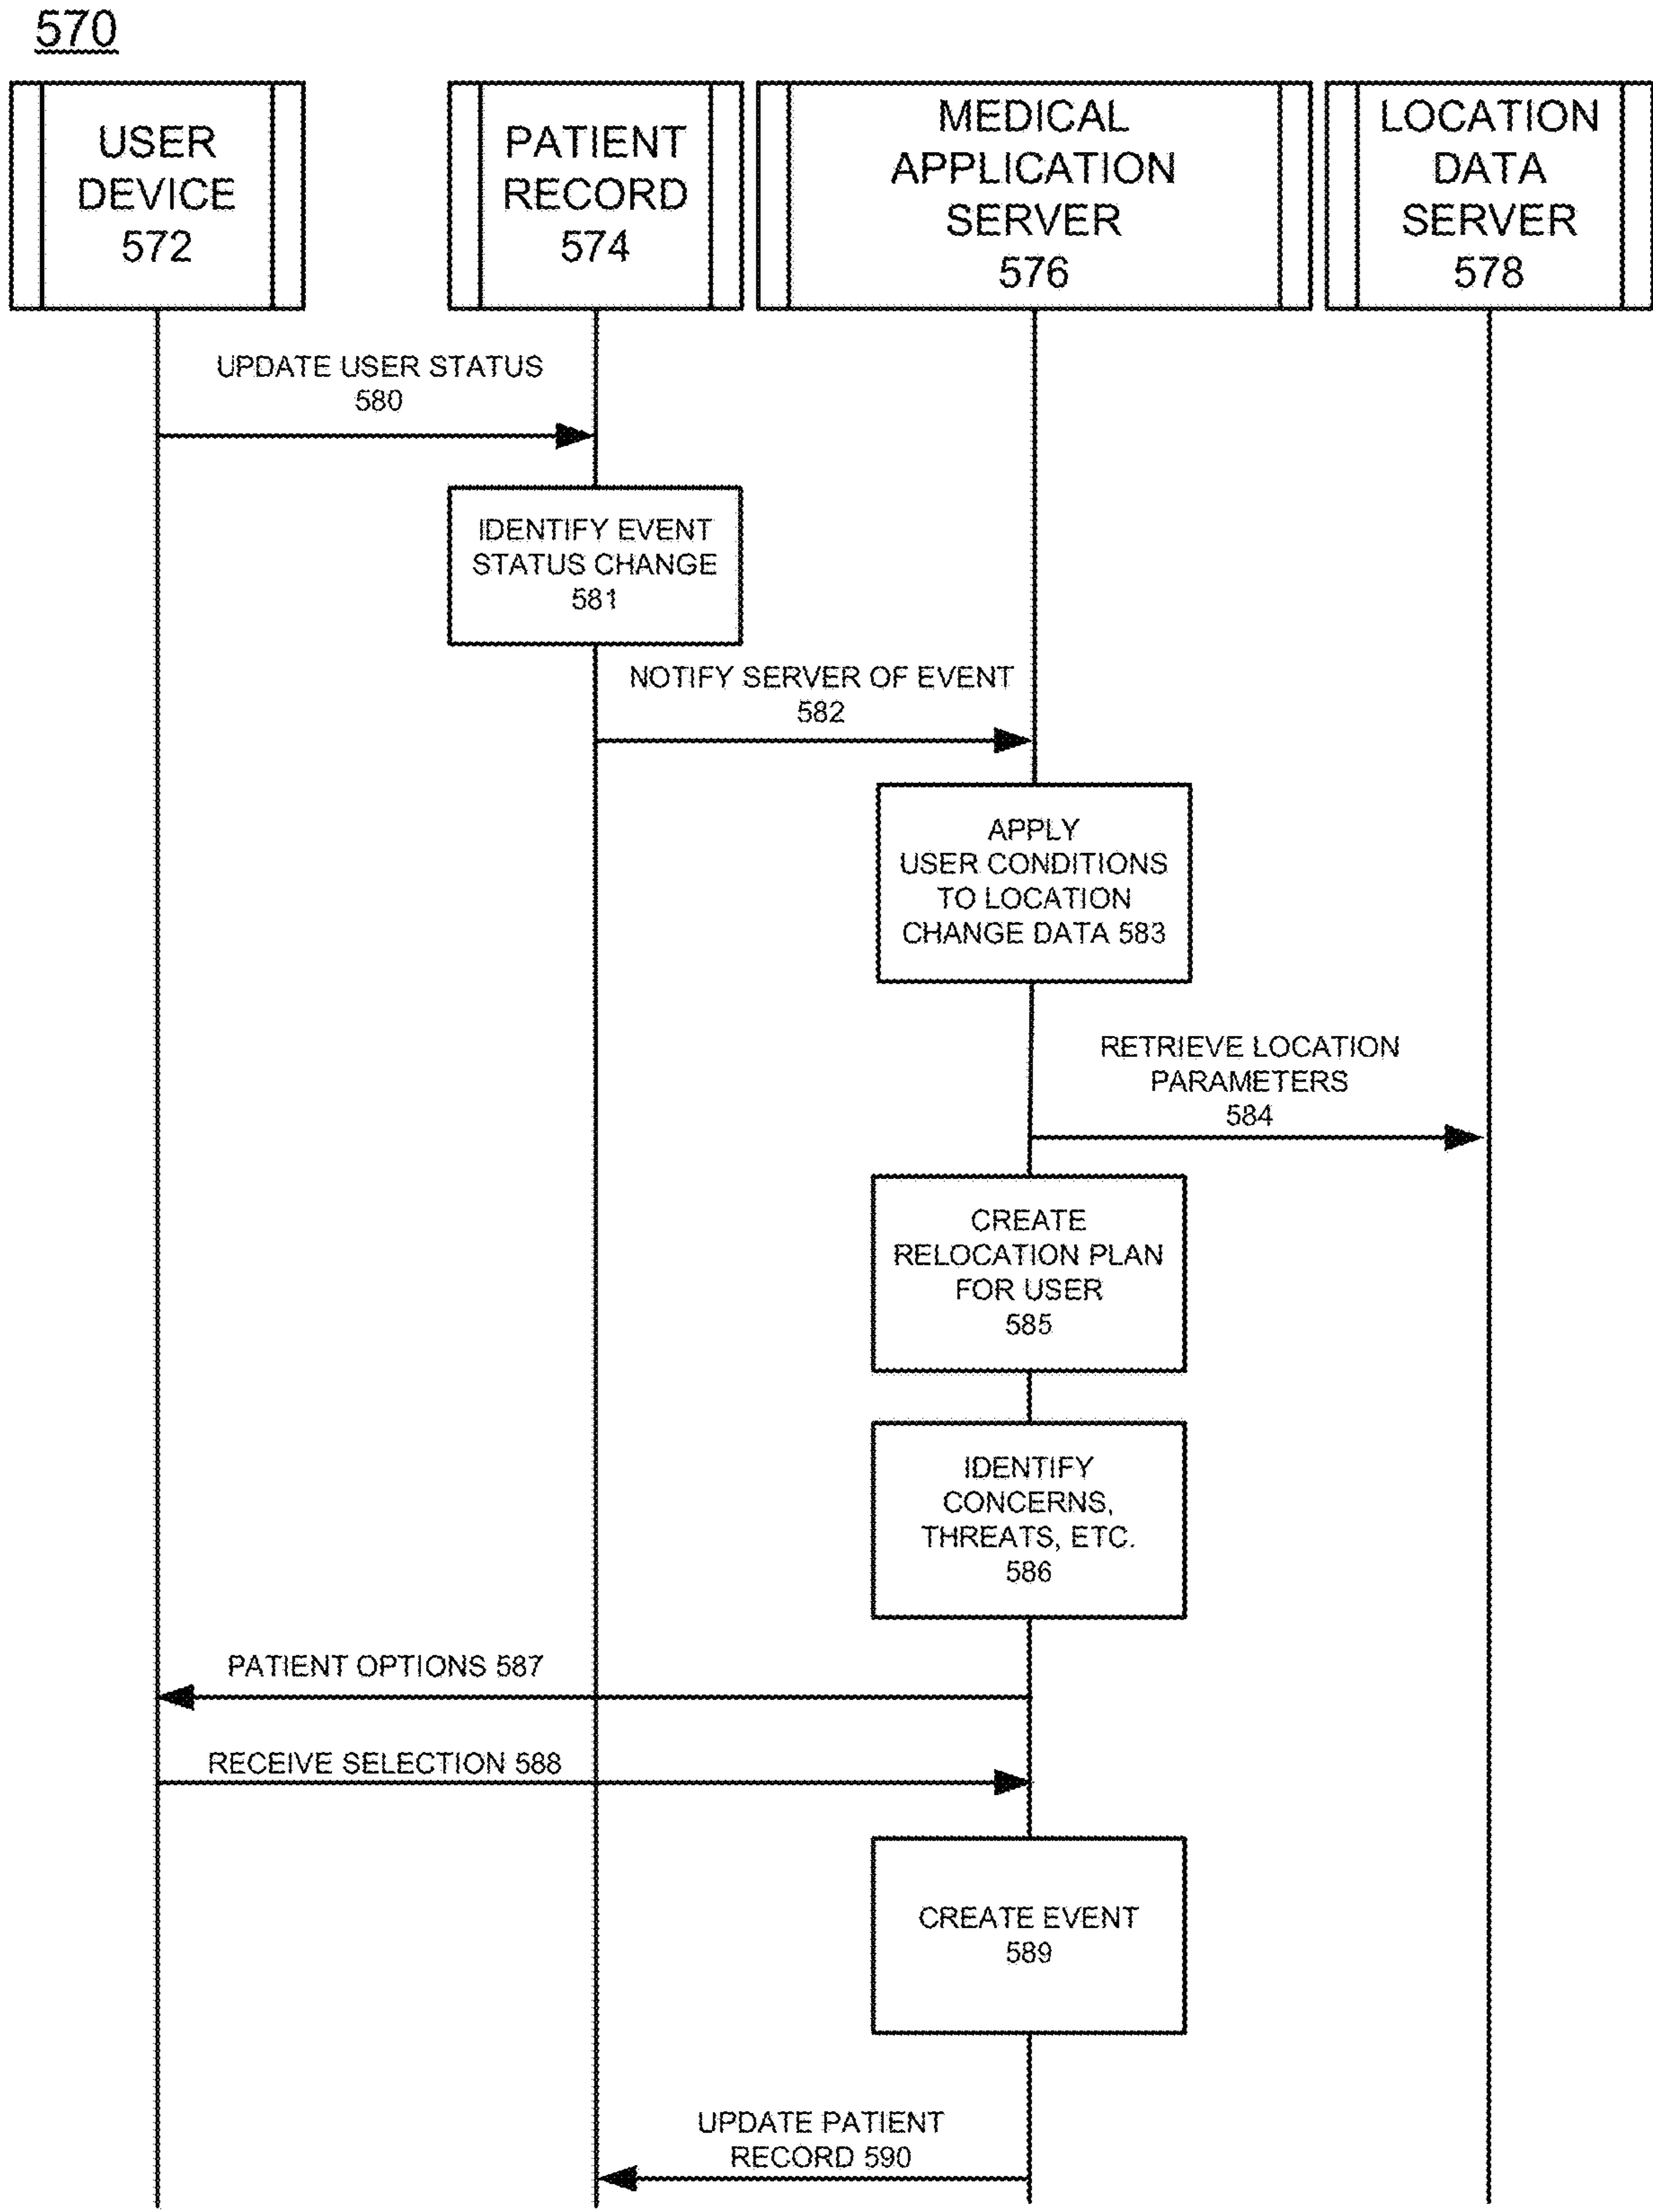 570
USER
DEVICE
572
PATIENT
RECORD
574
MEDICAL
APPLICATION
SERVER
576
LOCATION
DATA
SERVER
578
UPDATE USER STATUS
580
IDENTIFY EVENT
STATUS CHANGE
581
NOTIFY SERVER OF EVENT
582
APPLY
USER CONDITIONS
TO LOCATION
CHANGE DATA 583
RETRIEVE LOCATION
PARAMETERS
584
CREATE
RELOCATION PLAN
FOR USER
585
IDENTIFY
CONCERNS,
THREATS, ETC.
586
PATIENT OPTIONS 587
RECEIVE SELECTION 588
CREATE EVENT
589
UPDATE PATIENT
RECORD 590